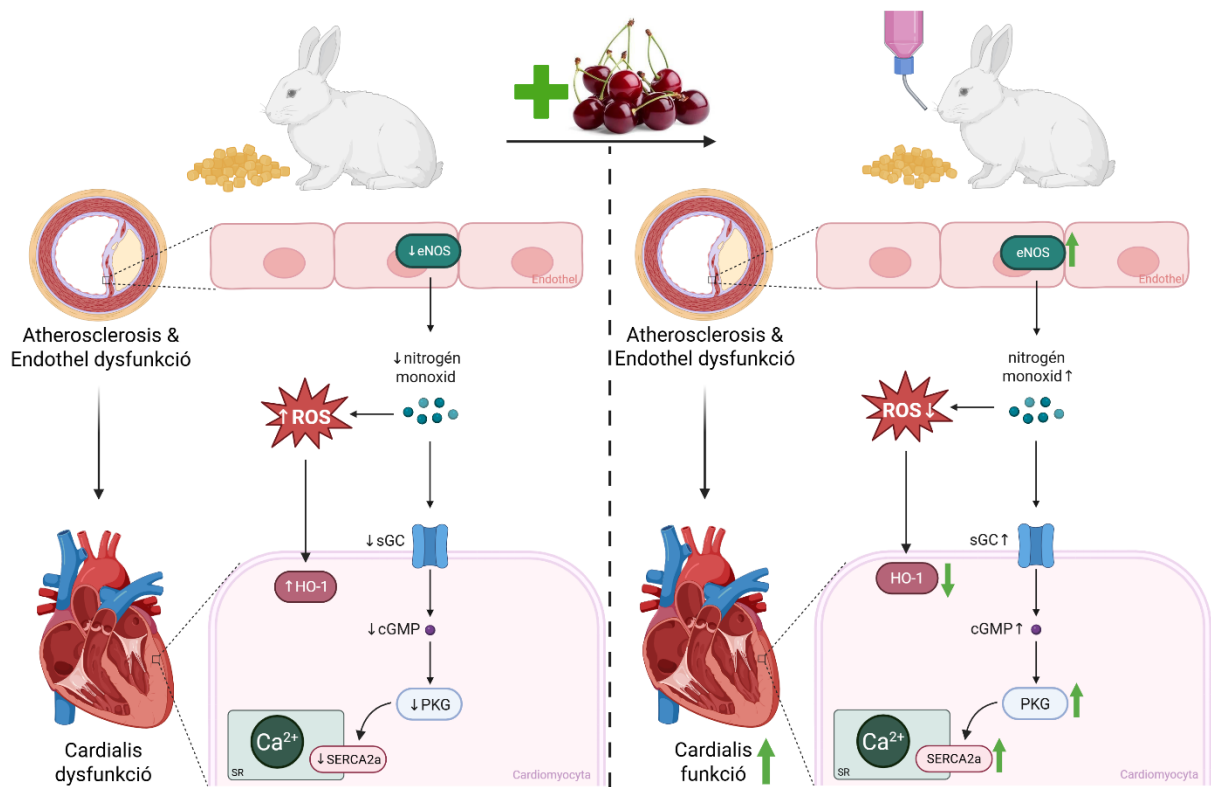 ↓eNOS
Endothel
Atherosclerosis &
Endothel dysfunkció
↓nitrogén
monoxid
↑ROS
↓sGC
↑HO-1
↓cGMP
↓PKG
Ca²⁺
↓SERCA2a
SR
Cardiomyocyta
Cardialis
dysfunkció
eNOS
Endothel
Atherosclerosis &
Endothel dysfunkció
nitrogén
monoxid↑
ROS↓
sGC↑
HO-1
cGMP↑
PKG
Ca²⁺
SERCA2a
SR
Cardiomyocyta
Cardialis
funkció